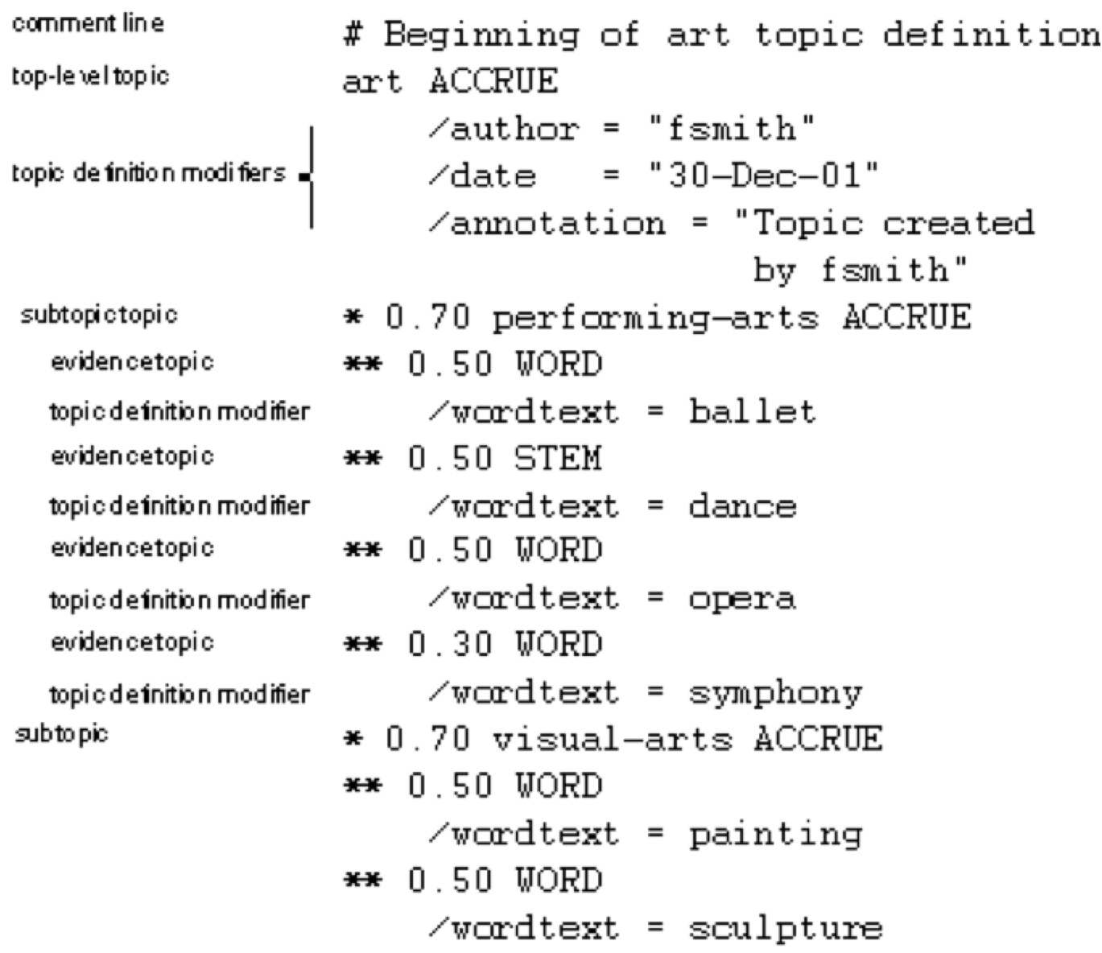 comment line # Beginning of art topic definition
top-level topic art ACCRUE
/author = "fsmith"
topic definition modifiers /date = "30-Dec-01"
/annotation = "Topic created
by fsmith"
subtopictopic * 0.70 performing-arts ACCRUE
evidencetopic ** 0.50 WORD
topic definition modifier /wordtext = ballet
evidencetopic ** 0.50 STEM
topic definition modifier /wordtext = dance
evidencetopic ** 0.50 WORD
topic definition modifier /wordtext = opera
evidencetopic ** 0.30 WORD
topic definition modifier /wordtext = symphony
subtopic * 0.70 visual-arts ACCRUE
** 0.50 WORD
/wordtext = painting
** 0.50 WORD
/wordtext = sculpture